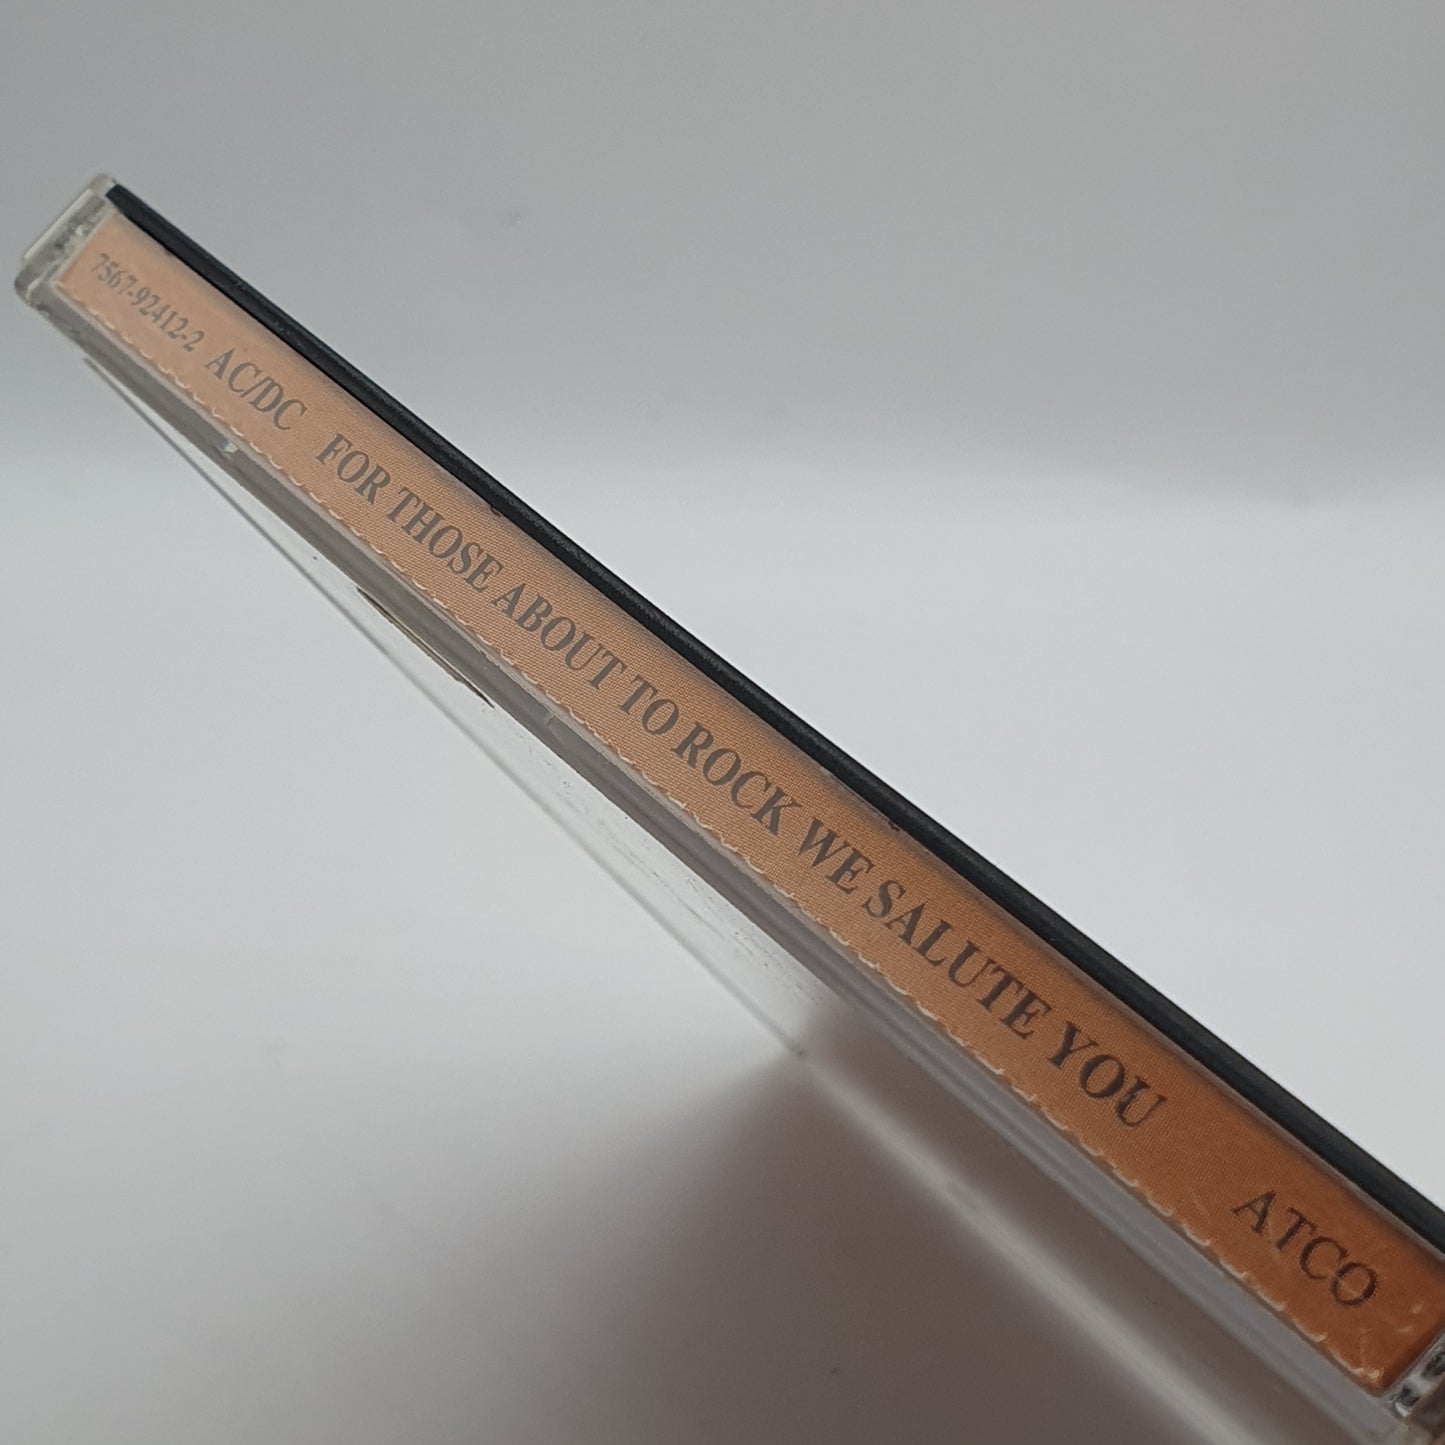 7567-92412-2 AC/DC FOR THOSE ABOUT TO ROCK WE SALUTE YOU ATCO